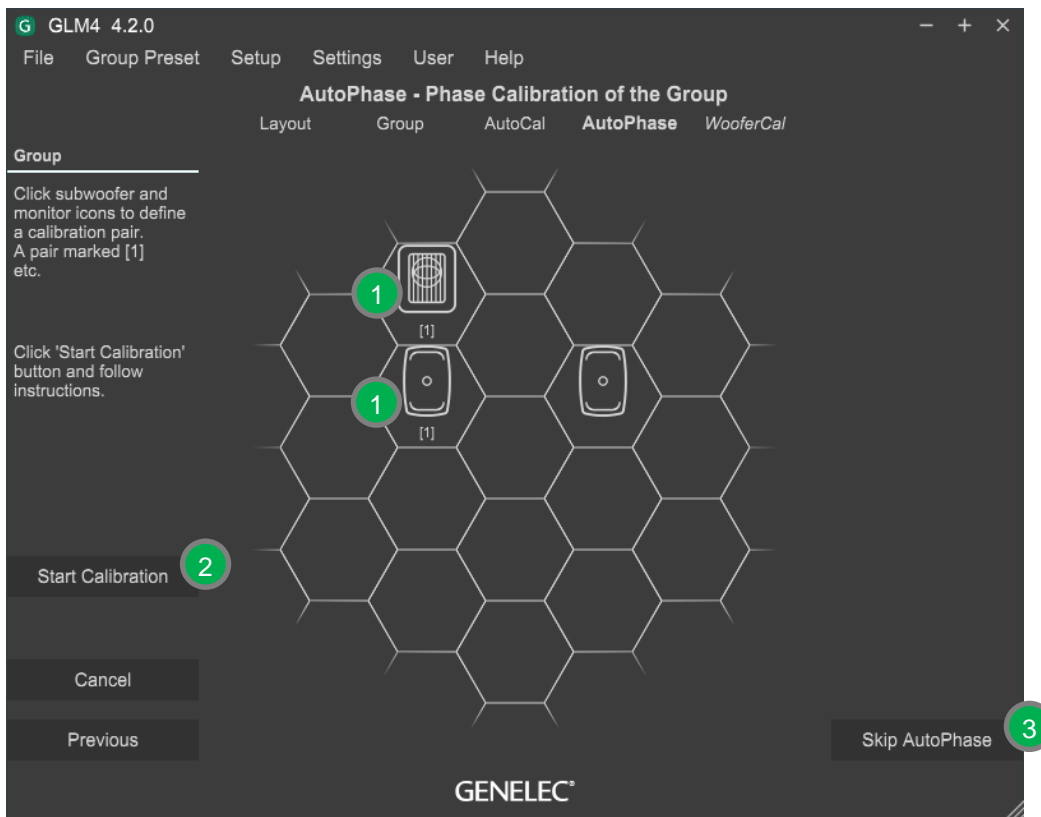 G GLM4 4.2.0
File Group Preset Setup Settings User Help
AutoPhase - Phase Calibration of the Group
Layout Group AutoCal AutoPhase WooferCal
Group
Click subwoofer and
monitor icons to define
a calibration pair.
A pair marked [1]
etc.
Click 'Start Calibration'
button and follow
instructions.
1
[1]
1
[1]
Start Calibration
2
Cancel
Previous
Skip AutoPhase
3
GENELEC®